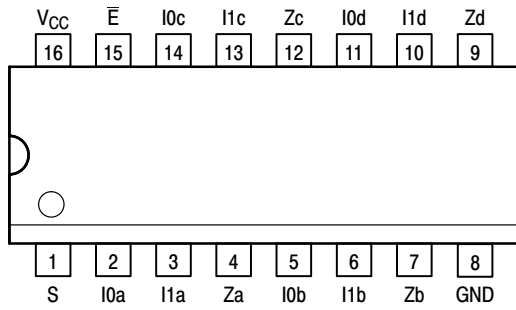 VCC E̅ I0c I1c Zc I0d I1d Zd
16 15 14 13 12 11 10 9
1 2 3 4 5 6 7 8
S I0a I1a Za I0b I1b Zb GND